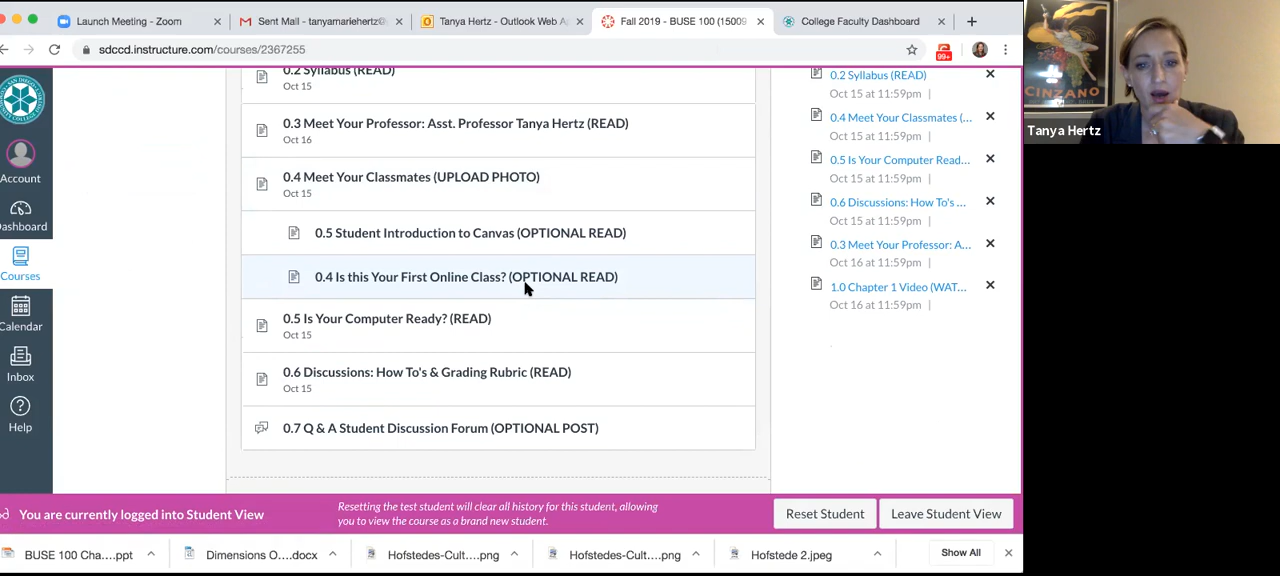 Launch Meeting - Zoom
Sent Mail - tanyamariehertz@
Tanya Hertz - Outlook Web Ap
Fall 2019 - BUSE 100 (15009
College Faculty Dashboard
sdccd.instructure.com/courses/2367255
99+
CINZANO
Tanya Hertz
Account
Dashboard
Courses
Calendar
Inbox
Help
0.2 Syllabus (READ)
Oct 15
0.3 Meet Your Professor: Asst. Professor Tanya Hertz (READ)
Oct 16
0.4 Meet Your Classmates (UPLOAD PHOTO)
Oct 15
0.5 Student Introduction to Canvas (OPTIONAL READ)
0.4 Is this Your First Online Class? (OPTIONAL READ)
0.5 Is Your Computer Ready? (READ)
Oct 15
0.6 Discussions: How To's & Grading Rubric (READ)
Oct 15
0.7 Q & A Student Discussion Forum (OPTIONAL POST)
0.2 Syllabus (READ)
Oct 15 at 11:59pm |
0.4 Meet Your Classmates (...
Oct 15 at 11:59pm |
0.5 Is Your Computer Read...
Oct 15 at 11:59pm |
0.6 Discussions: How To's ...
Oct 15 at 11:59pm |
0.3 Meet Your Professor: A...
Oct 16 at 11:59pm |
1.0 Chapter 1 Video (WAT...
Oct 16 at 11:59pm |
You are currently logged into Student View
Resetting the test student will clear all history for this student, allowing
you to view the course as a brand new student.
Reset Student
Leave Student View
BUSE 100 Cha....ppt
Dimensions O....docx
Hofstedes-Cult....png
Hofstedes-Cult....png
Hofstede 2.jpeg
Show All